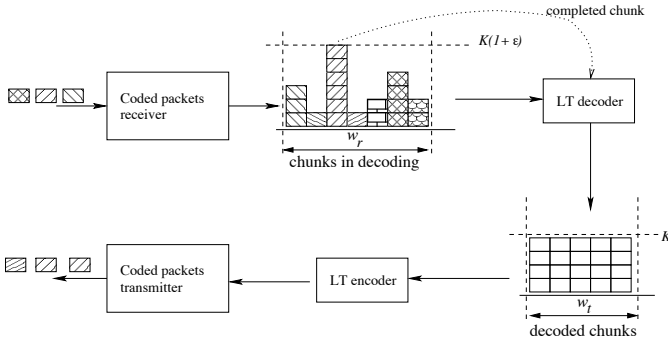 completed chunk
K(1 + ε)
Coded packets
receiver
LT decoder
w_r
chunks in decoding
K
Coded packets
transmitter
LT encoder
w_t
decoded chunks